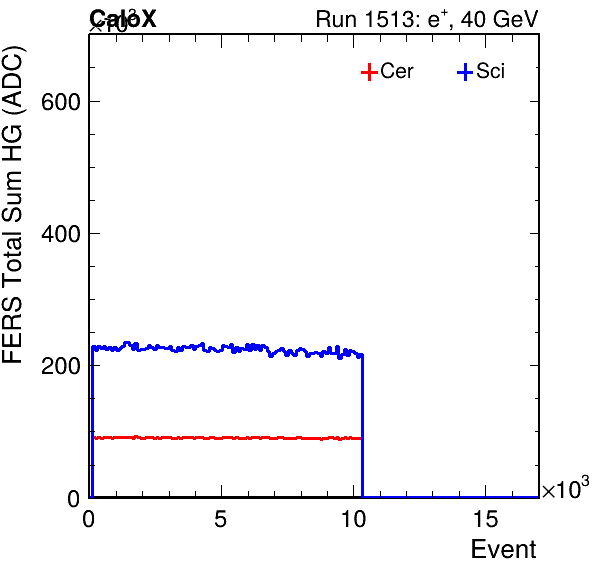 CaloX
×10³
Run 1513: e⁺, 40 GeV
FERS Total Sum HG (ADC)
Cer
Sci
600
400
200
0
0 5 10 15
×10³
Event